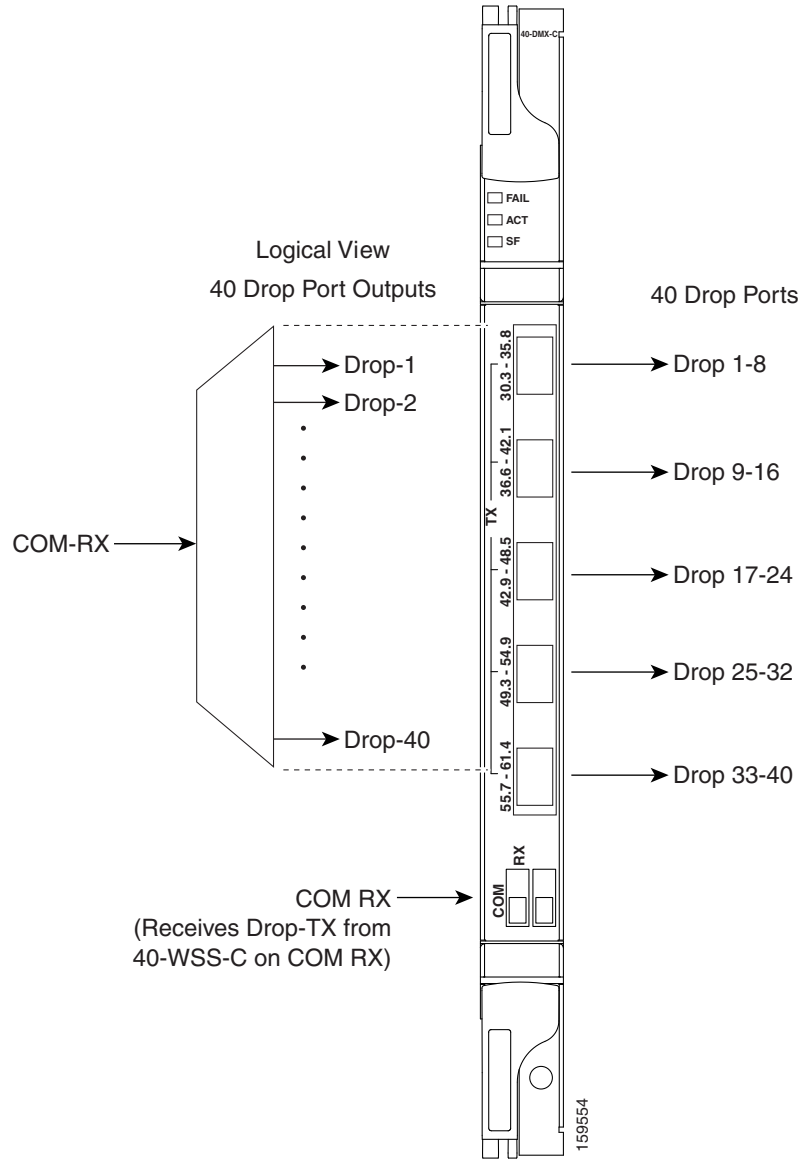 40-DMX-C
FAIL
ACT
SF
Logical View
40 Drop Port Outputs
40 Drop Ports
Drop-1
Drop-2
Drop-40
COM-RX
30.3 - 35.8
36.6 - 42.1
TX
42.9 - 48.5
49.3 - 54.9
55.7 - 61.4
Drop 1-8
Drop 9-16
Drop 17-24
Drop 25-32
Drop 33-40
RX
COM
COM RX
(Receives Drop-TX from
40-WSS-C on COM RX)
159554